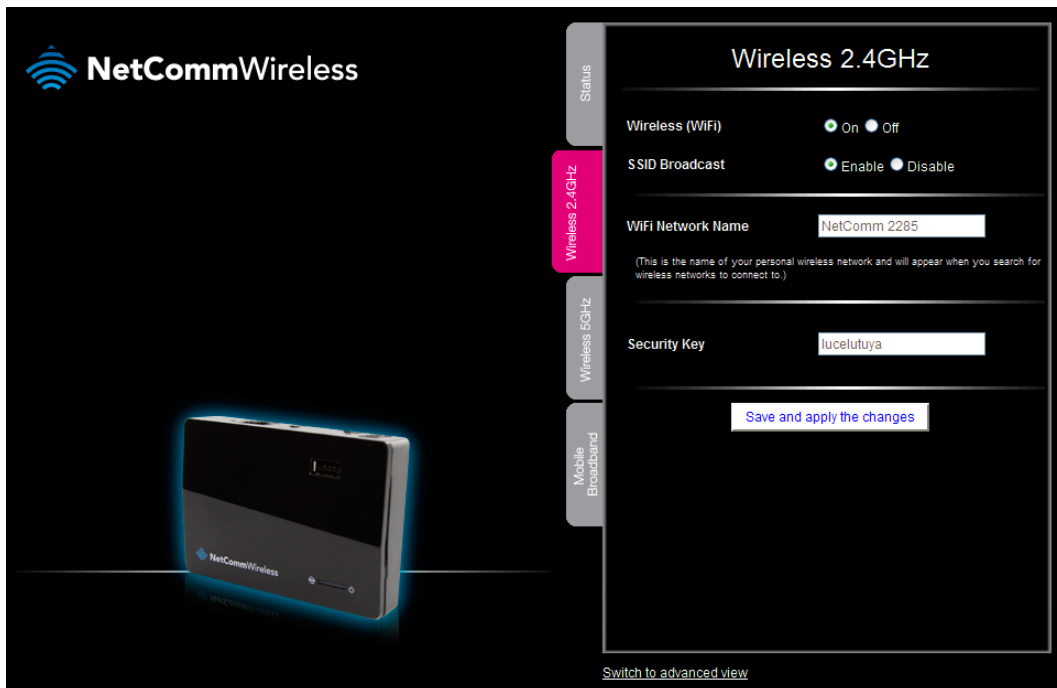 NetCommWireless
Status
Wireless 2.4GHz
Wireless 5GHz
Mobile
Broadband
Wireless 2.4GHz
Wireless (WiFi) On Off
SSID Broadcast Enable Disable
WiFi Network Name NetComm 2285
(This is the name of your personal wireless network and will appear when you search for
wireless networks to connect to.)
Security Key lucelutuya
Save and apply the changes
NetCommWireless
Switch to advanced view